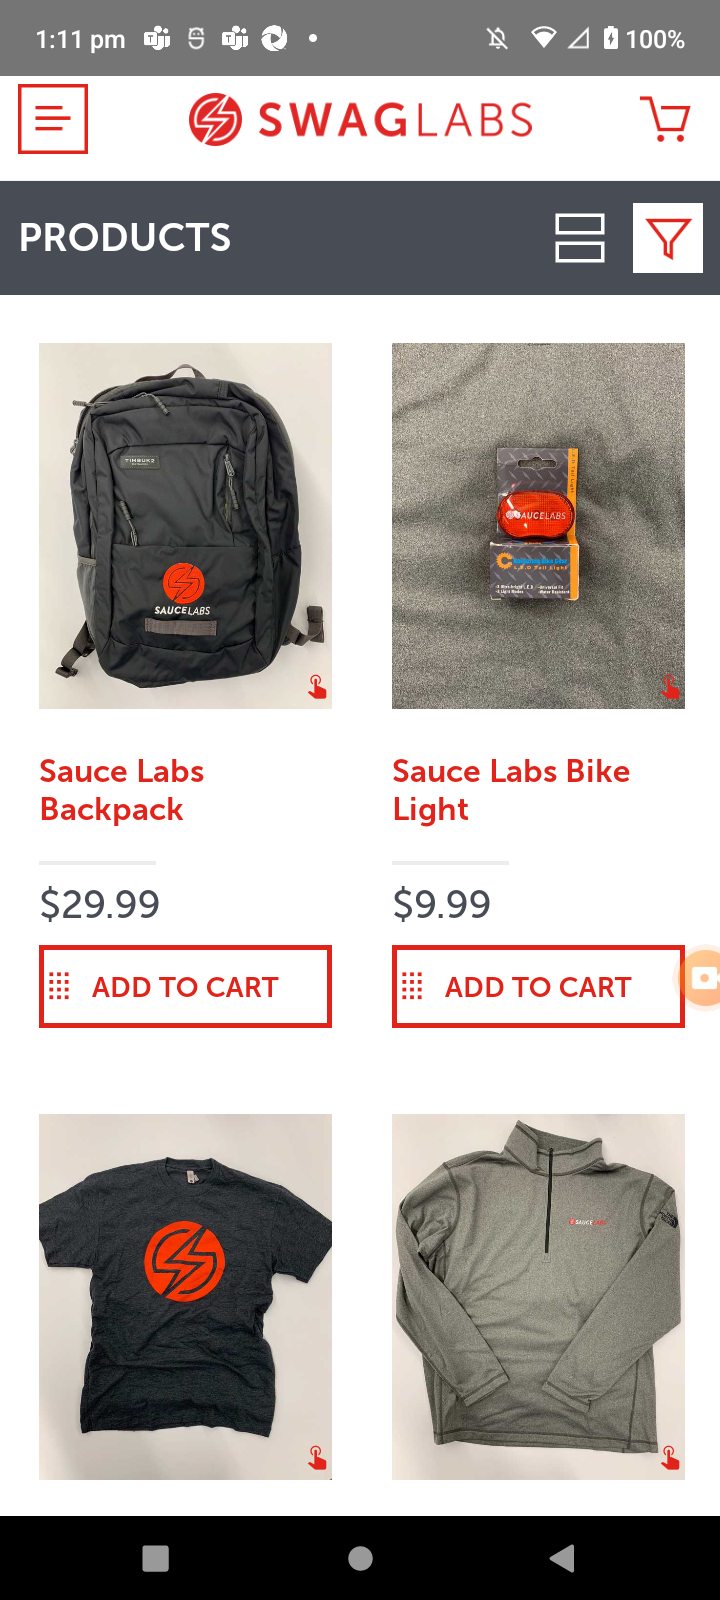 1:11 pm
100%
SWAGLABS
PRODUCTS
TIMBUK2
SAUCELABS
SAUCELABS
Sauce Labs
Backpack
Sauce Labs Bike
Light
$29.99
$9.99
ADD TO CART
ADD TO CART
SAUCELABS